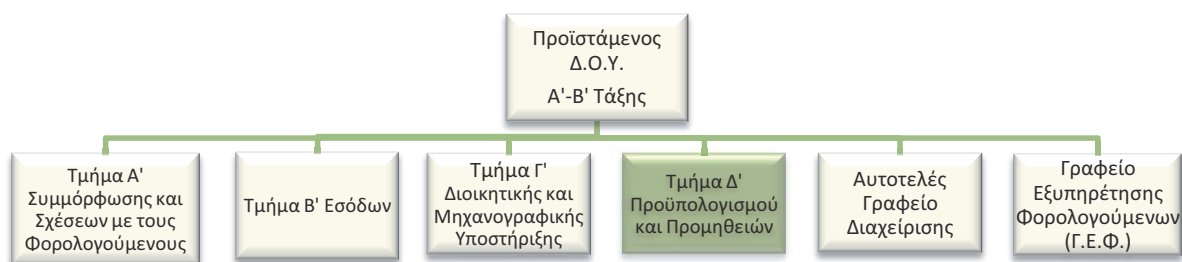 Προϊστάμενος
Δ.Ο.Υ.
Α'-Β' Τάξης
Τμήμα Α'
Συμμόρφωσης και
Σχέσεων με τους
Φορολογούμενους
Τμήμα Β' Εσόδων
Τμήμα Γ'
Διοικητικής και
Μηχανογραφικής
Υποστήριξης
Τμήμα Δ'
Προϋπολογισμού
και Προμηθειών
Αυτοτελές
Γραφείο
Διαχείρισης
Γραφείο
Εξυπηρέτησης
Φορολογούμενων
(Γ.Ε.Φ.)